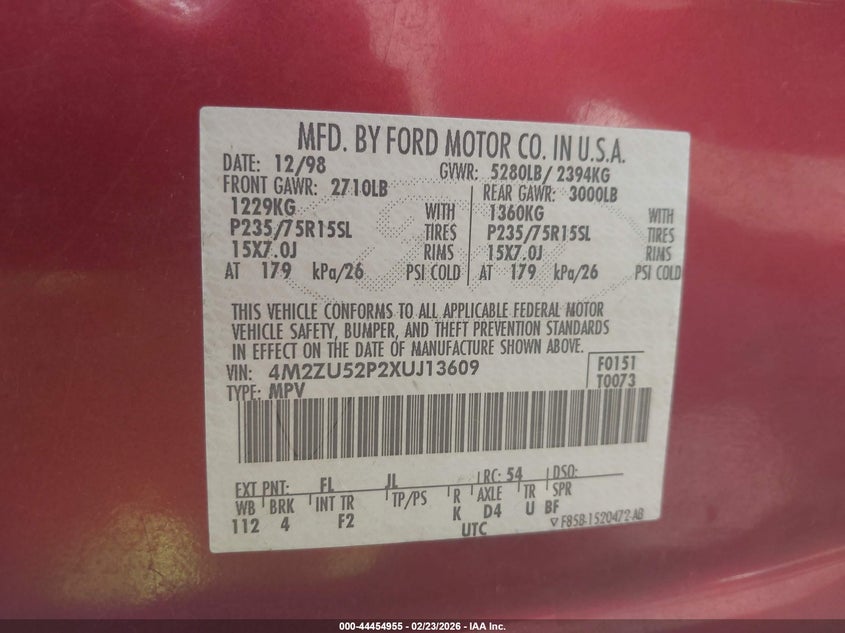 MFD. BY FORD MOTOR CO. IN U.S.A.
DATE: 12/98 GVWR: 5280LB/ 2394KG
FRONT GAWR: 2710LB REAR GAWR: 3000LB
1229KG WITH 1360KG WITH
P235/75R15SL TIRES P235/75R15SL TIRES
15X7.0J RIMS 15X7.0J RIMS
AT 179 kPa/26 PSI COLD AT 179 kPa/26 PSI COLD
THIS VEHICLE CONFORMS TO ALL APPLICABLE FEDERAL MOTOR
VEHICLE SAFETY, BUMPER, AND THEFT PREVENTION STANDARDS
IN EFFECT ON THE DATE OF MANUFACTURE SHOWN ABOVE.
VIN: 4M2ZU52P2XUJ13609 F0151
TYPE: MPV T0073
EXT PNT: FL JL RC: 54 DSO:
WB BRK INT TR TP/PS R AXLE TR SPR
112 4 F2 K D4 U BF
UTC F85B-1520472-AB
000-44454955 - 02/23/2026 - IAA Inc.